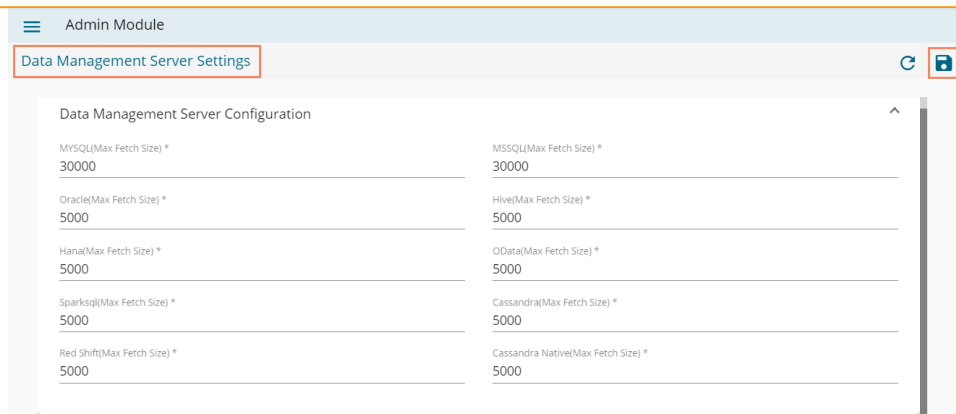 Admin Module
Data Management Server Settings
Data Management Server Configuration
MYSQL(Max Fetch Size) *
30000
MSSQL(Max Fetch Size) *
30000
Oracle(Max Fetch Size) *
5000
Hive(Max Fetch Size) *
5000
Hana(Max Fetch Size) *
5000
OData(Max Fetch Size) *
5000
Sparksql(Max Fetch Size) *
5000
Cassandra(Max Fetch Size) *
5000
Red Shift(Max Fetch Size) *
5000
Cassandra Native(Max Fetch Size) *
5000